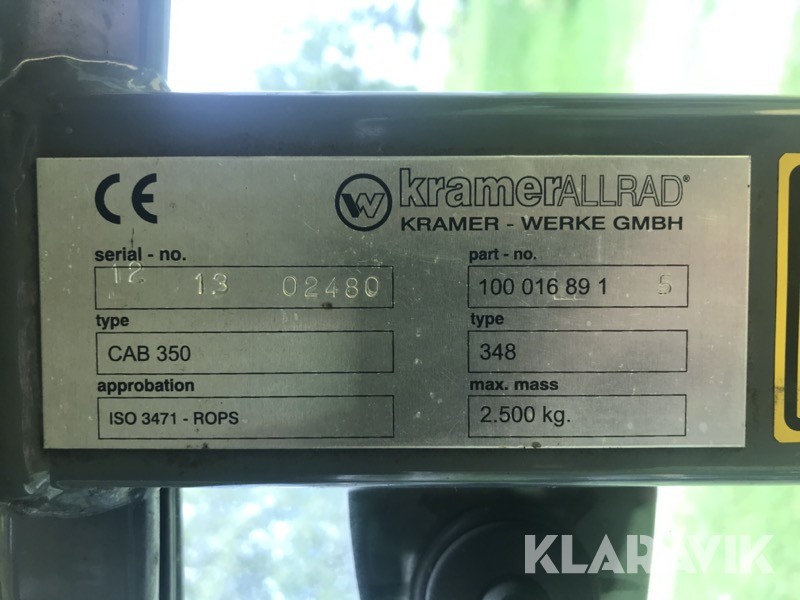 CE
kramerALLRAD®
KRAMER - WERKE GMBH
serial - no.
12 13 02480
part - no.
100 016 89 1 5
type
CAB 350
type
348
approbation
ISO 3471 - ROPS
max. mass
2.500 kg.
KLARAVIK